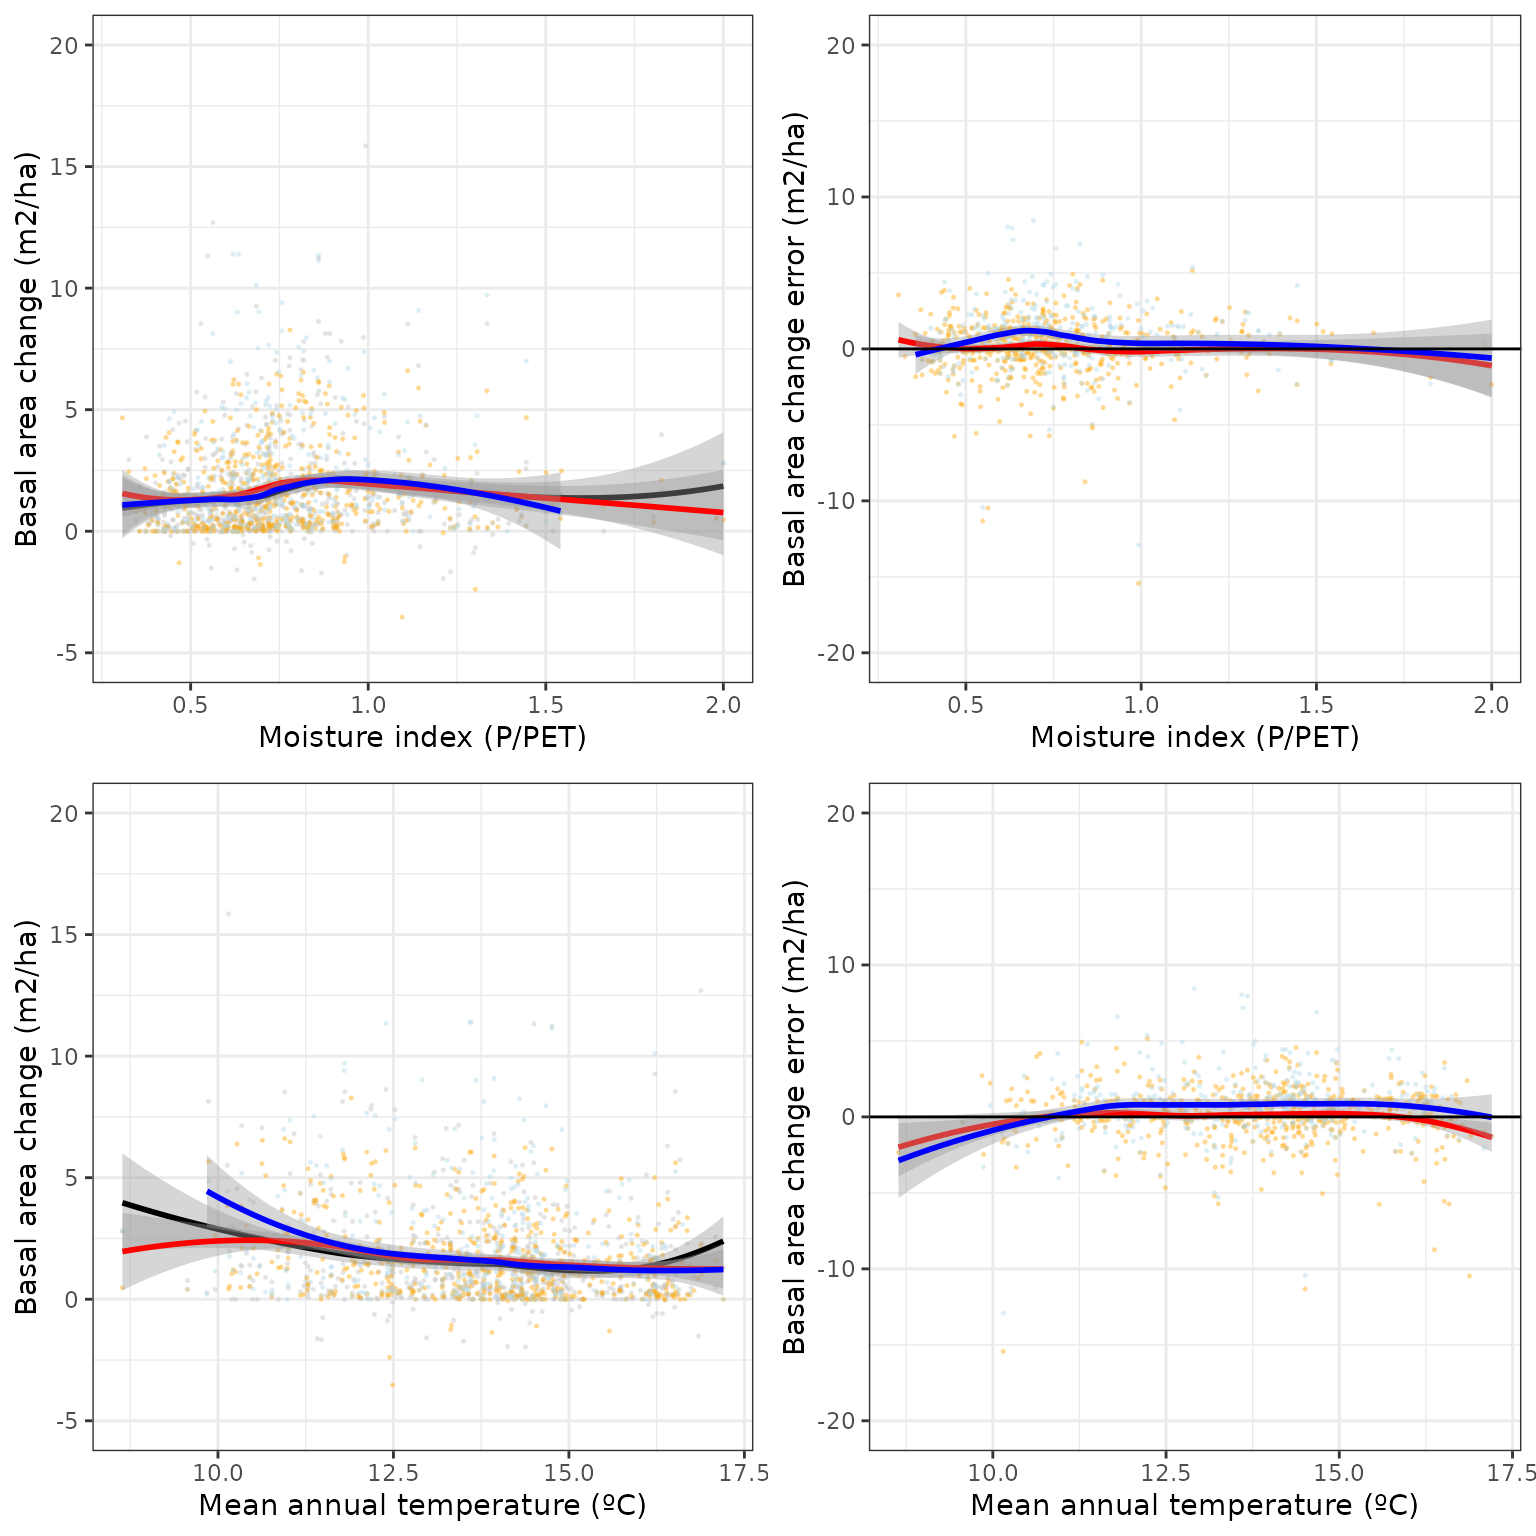 Basal area change (m2/ha)
20
15
10
5
0
-5
0.5 1.0 1.5 2.0
Moisture index (P/PET)
Basal area change error (m2/ha)
20
10
0
-10
-20
0.5 1.0 1.5 2.0
Moisture index (P/PET)
Basal area change (m2/ha)
20
15
10
5
0
-5
10.0 12.5 15.0 17.5
Mean annual temperature (ºC)
Basal area change error (m2/ha)
20
10
0
-10
-20
10.0 12.5 15.0 17.5
Mean annual temperature (ºC)